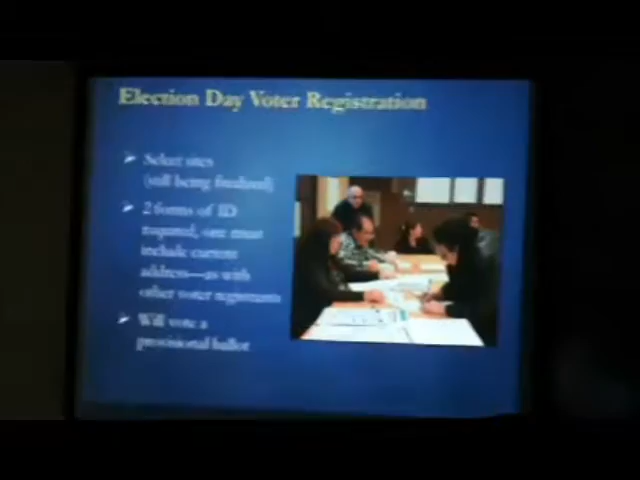 Election Day Voter Registration
Select sites
(still being finalized)
2 forms of ID
required, one must
include current
address—as with
other voter registrants
Will vote a
provisional ballot